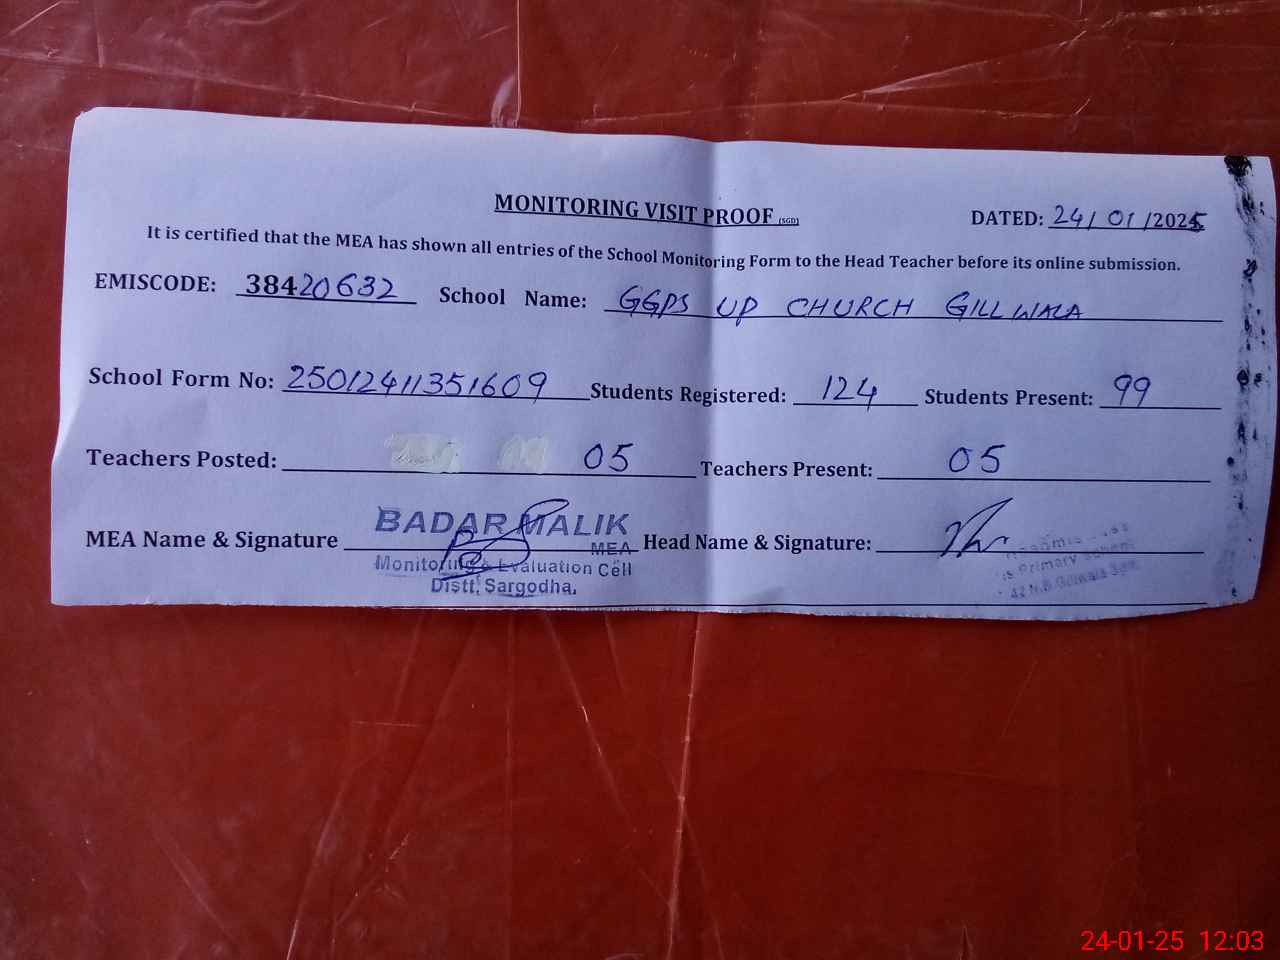 MONITORING VISIT PROOF (SGD) DATED: 24/01/2025
It is certified that the MEA has shown all entries of the School Monitoring Form to the Head Teacher before its online submission.
EMISCODE: 38420632 School Name: GGPS UP CHURCH GILL WALA
School Form No: 25012411351609 Students Registered: 124 Students Present: 99
Teachers Posted: 05 Teachers Present: 05
MEA Name & Signature BADAR MALIK Head Name & Signature:
MEA
Monitoring & Evaluation Cell
Distt, Sargodha.
Primary School
24-01-25 12:03